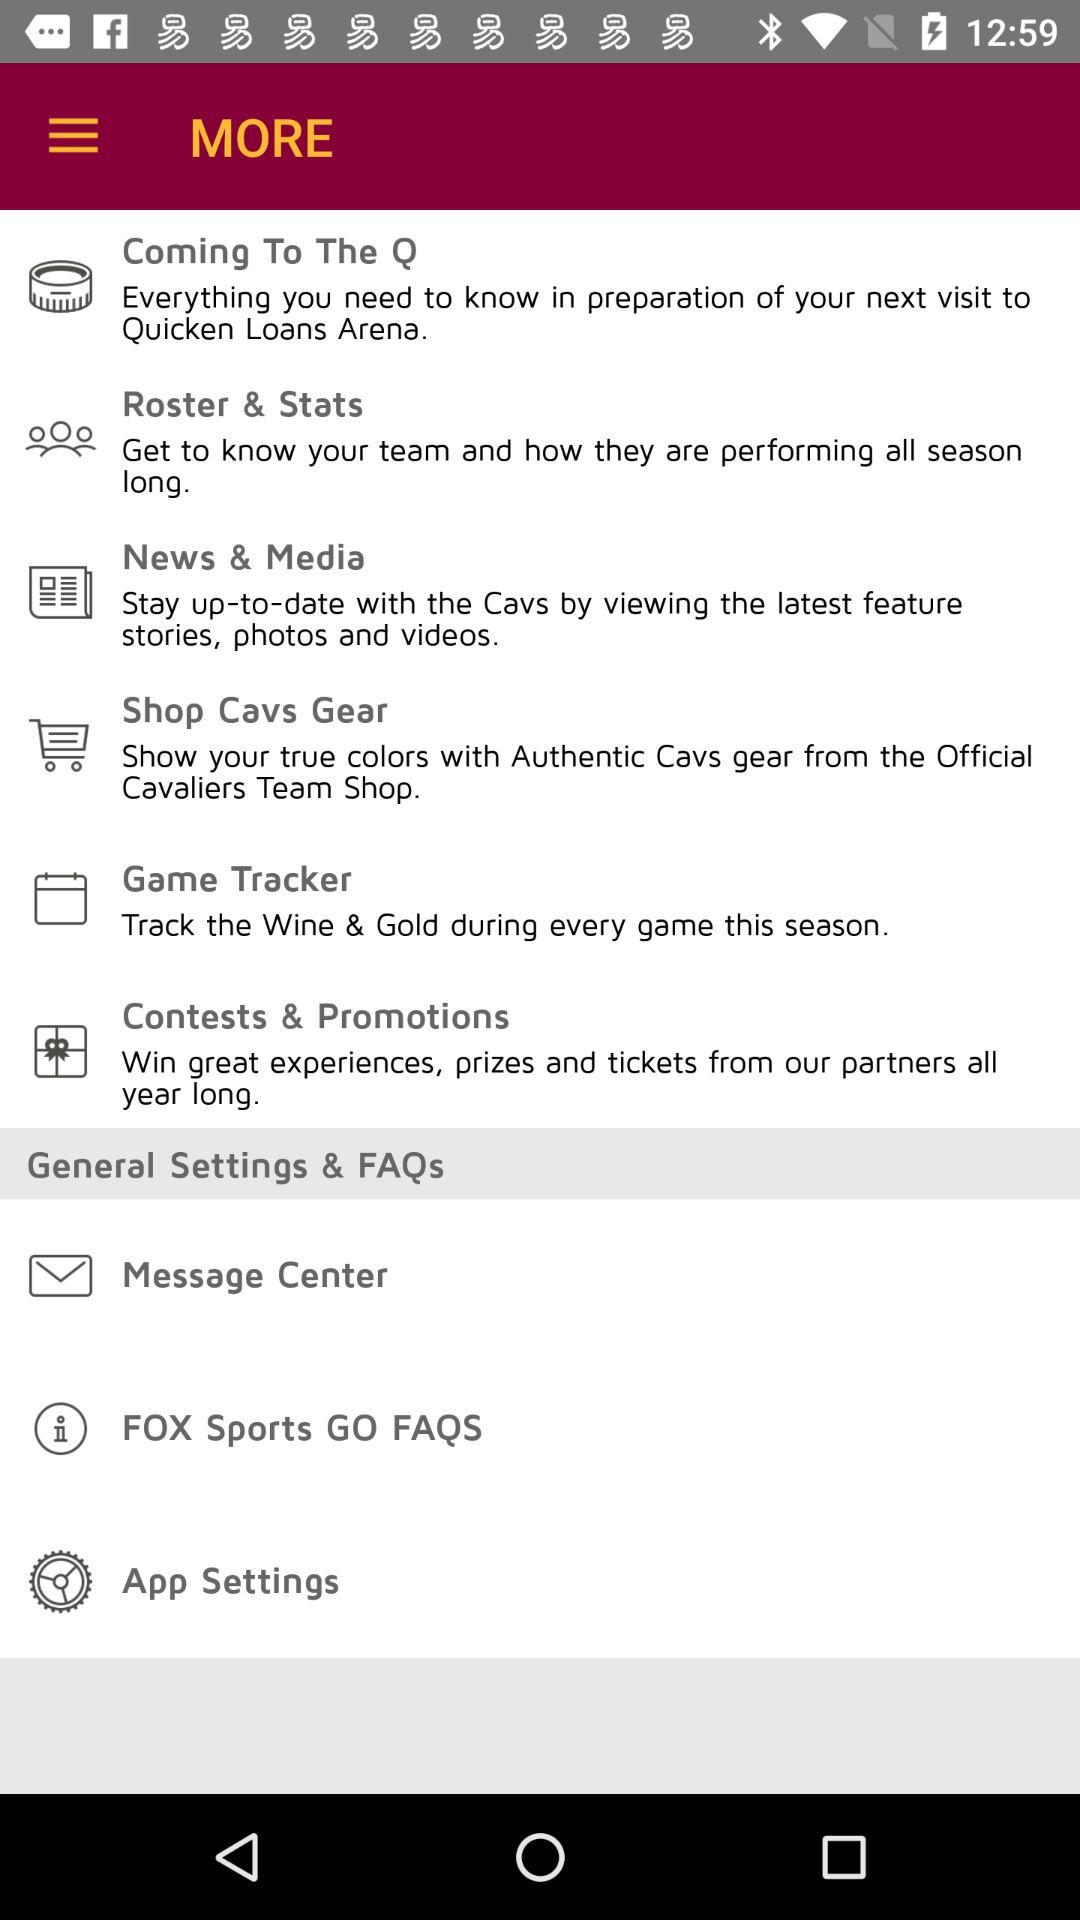 12:59
MORE
Coming To The Q
Everything you need to know in preparation of your next visit to
Quicken Loans Arena.
Roster & Stats
Get to know your team and how they are performing all season
long.
News & Media
Stay up-to-date with the Cavs by viewing the latest feature
stories, photos and videos.
Shop Cavs Gear
Show your true colors with Authentic Cavs gear from the Official
Cavaliers Team Shop.
Game Tracker
Track the Wine & Gold during every game this season.
Contests & Promotions
Win great experiences, prizes and tickets from our partners all
year long.
General Settings & FAQs
Message Center
FOX Sports GO FAQS
App Settings